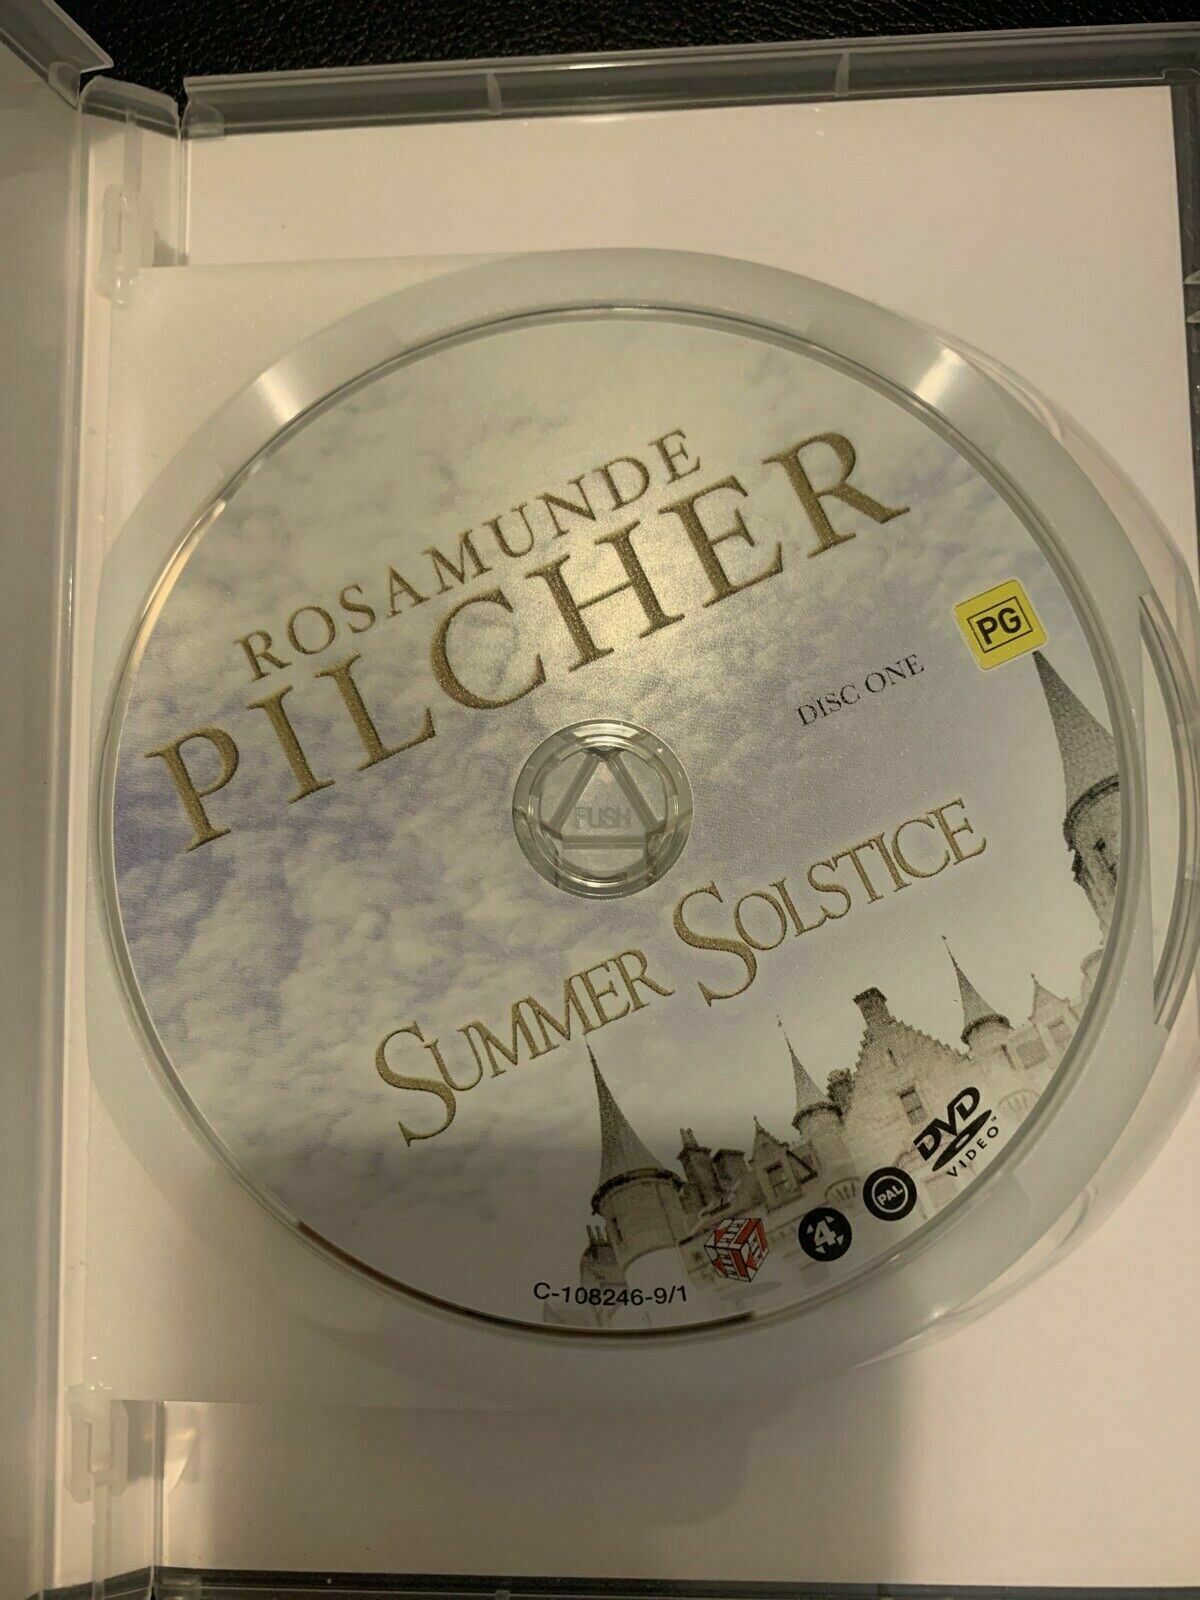 ROSAMUNDE
PILCHER
PG
DISC ONE
PUSH
SUMMER SOLSTICE
DVD
VIDEO
PAL
4
C-108246-9/1